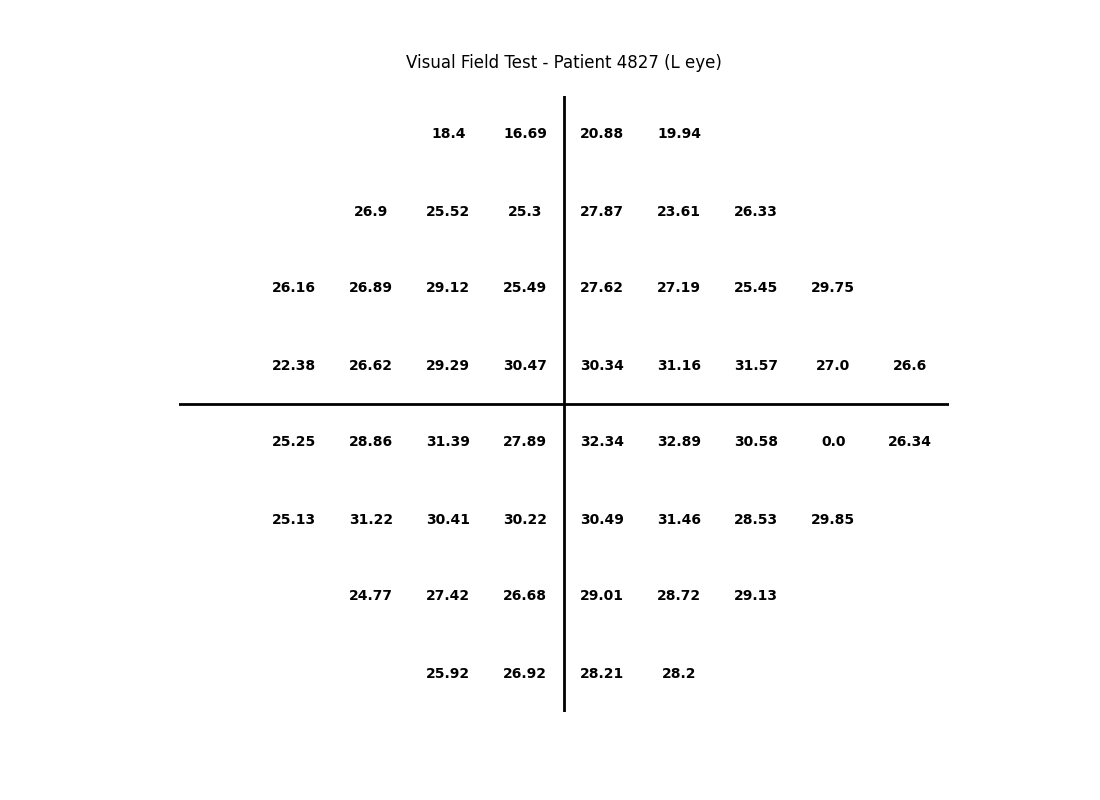 Visual Field Test - Patient 4827 (L eye)
18.4 16.69 20.88 19.94
26.9 25.52 25.3 27.87 23.61 26.33
26.16 26.89 29.12 25.49 27.62 27.19 25.45 29.75
22.38 26.62 29.29 30.47 30.34 31.16 31.57 27.0 26.6
25.25 28.86 31.39 27.89 32.34 32.89 30.58 0.0 26.34
25.13 31.22 30.41 30.22 30.49 31.46 28.53 29.85
24.77 27.42 26.68 29.01 28.72 29.13
25.92 26.92 28.21 28.2